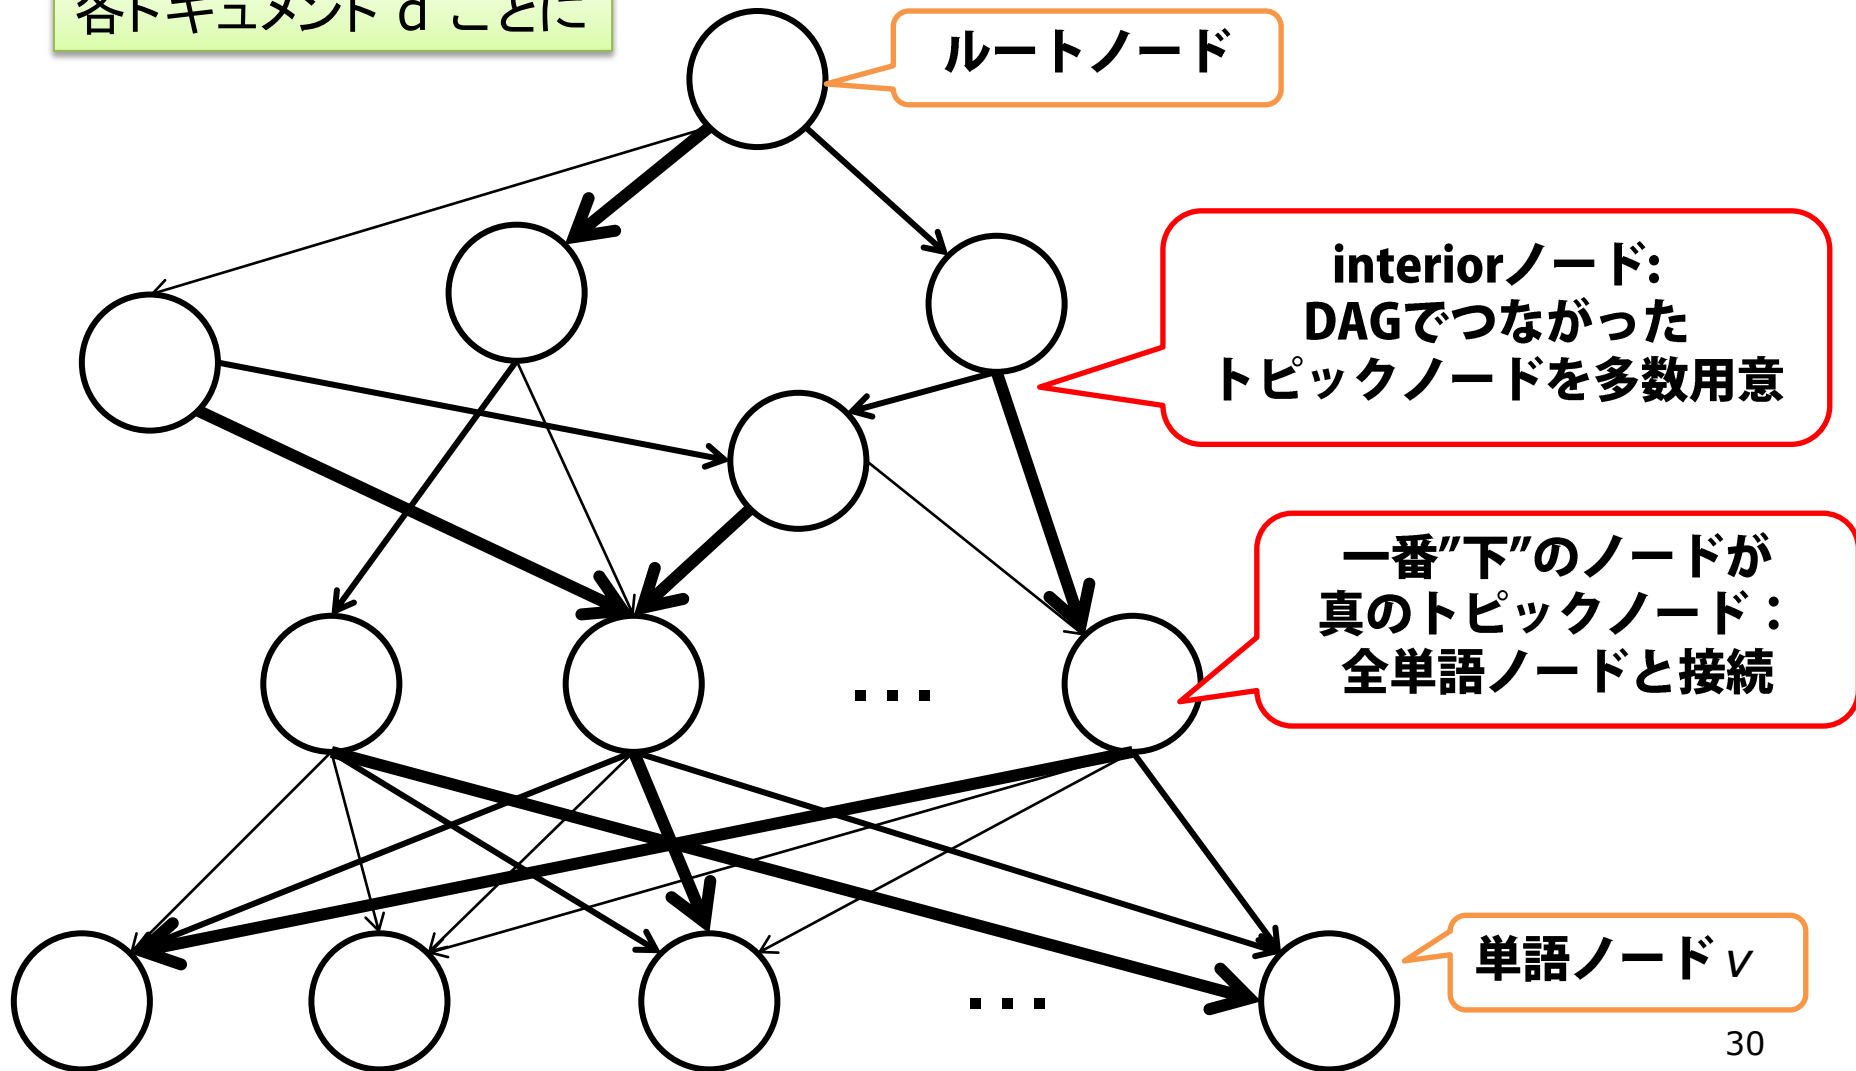 各ドキュメント d ごとに
ルートノード
interiorノード:
DAGでつながった
トピックノードを多数用意
一番”下”のノードが
真のトピックノード：
全単語ノードと接続
...
単語ノード v
...
30